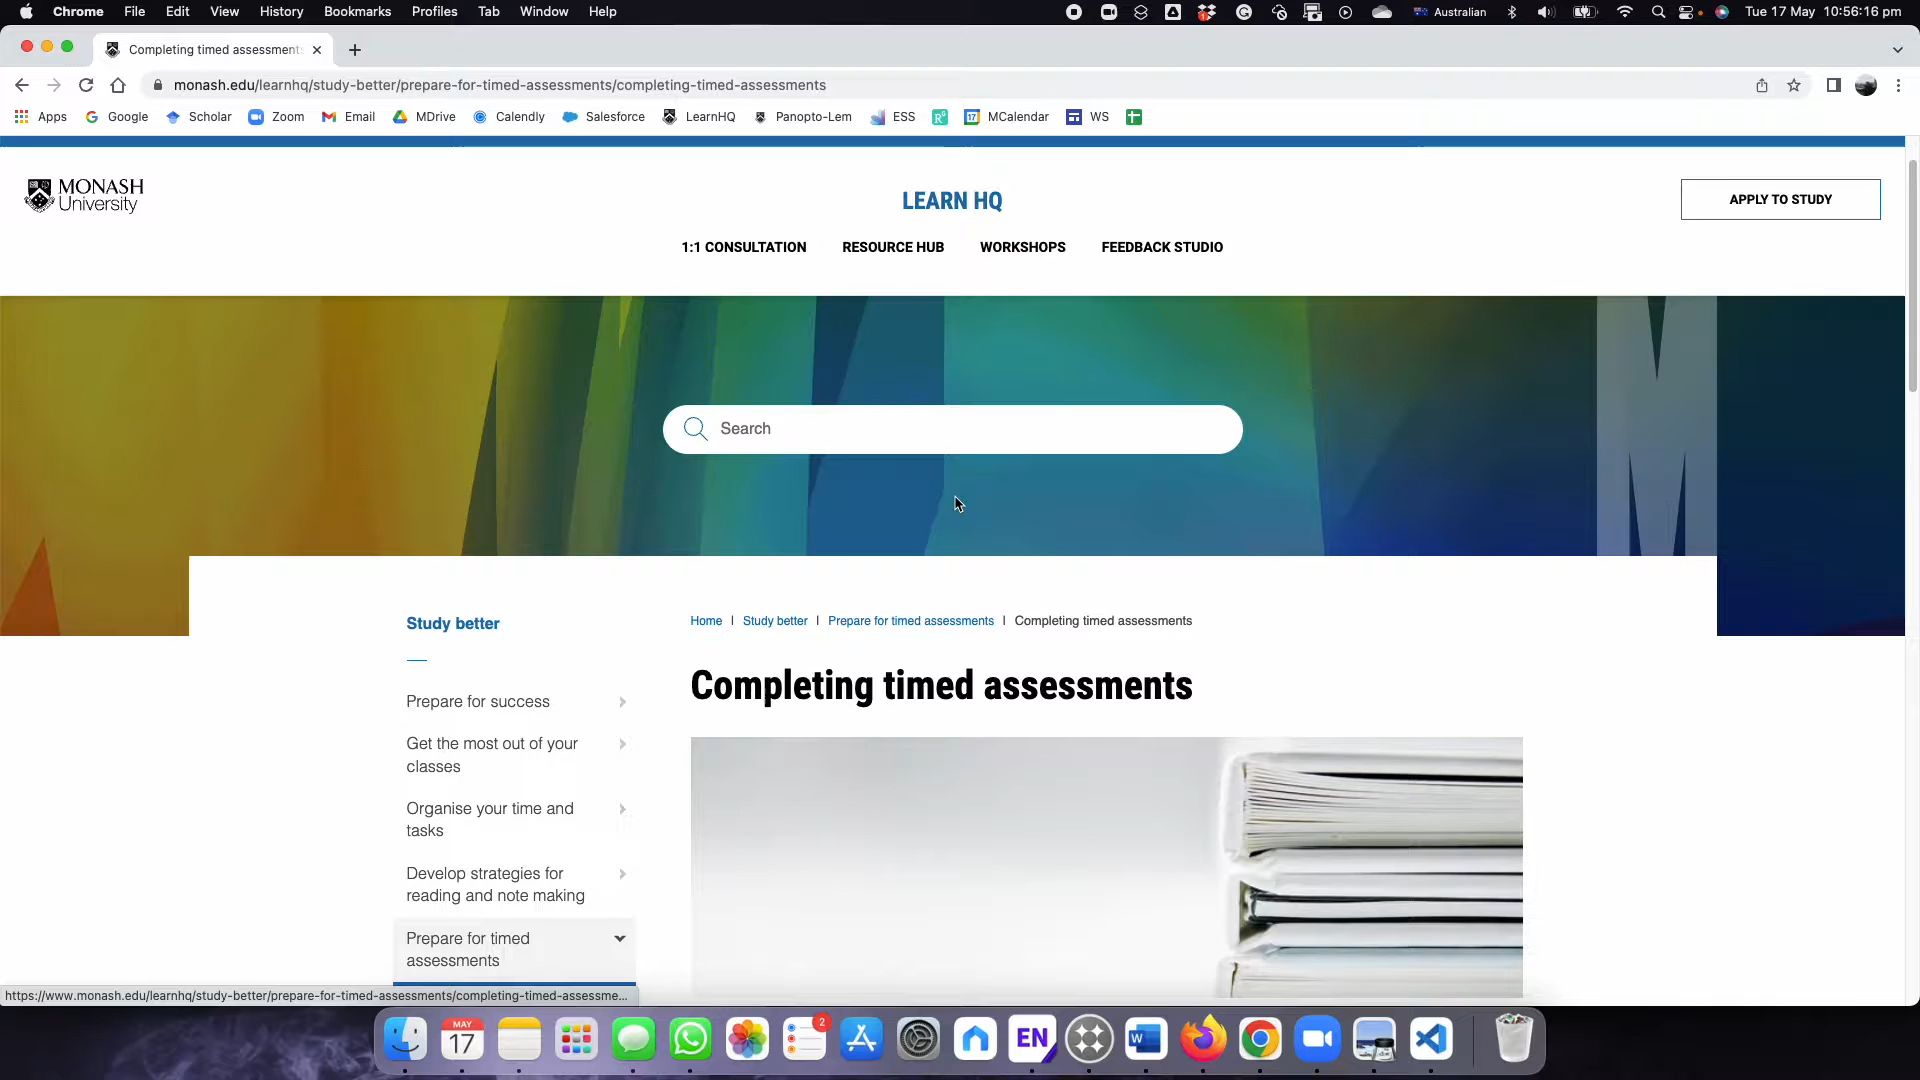 Chrome File Edit View History Bookmarks Profiles Tab Window Help Australian Tue 17 May 10:56:16 pm
Completing timed assessments
monash.edu/learnhq/study-better/prepare-for-timed-assessments/completing-timed-assessments
Apps Google Scholar Zoom Email MDrive Calendly Salesforce LearnHQ Panopto-Lem ESS MCalendar WS
MONASH
University
LEARN HQ
APPLY TO STUDY
1:1 CONSULTATION RESOURCE HUB WORKSHOPS FEEDBACK STUDIO
Search
Study better
Home | Study better | Prepare for timed assessments | Completing timed assessments
Completing timed assessments
Prepare for success
Get the most out of your
classes
Organise your time and
tasks
Develop strategies for
reading and note making
Prepare for timed
assessments
https://www.monash.edu/learnhq/study-better/prepare-for-timed-assessments/completing-timed-assessme...
MAY
17
2
EN
W